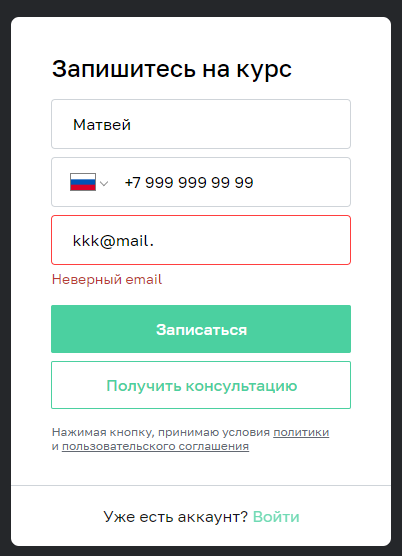 Запишитесь на курс
Матвей
+7 999 999 99 99
kkk@mail.
Неверный email
Записаться
Получить консультацию
Нажимая кнопку, принимаю условия политики
и пользовательского соглашения
Уже есть аккаунт? Войти